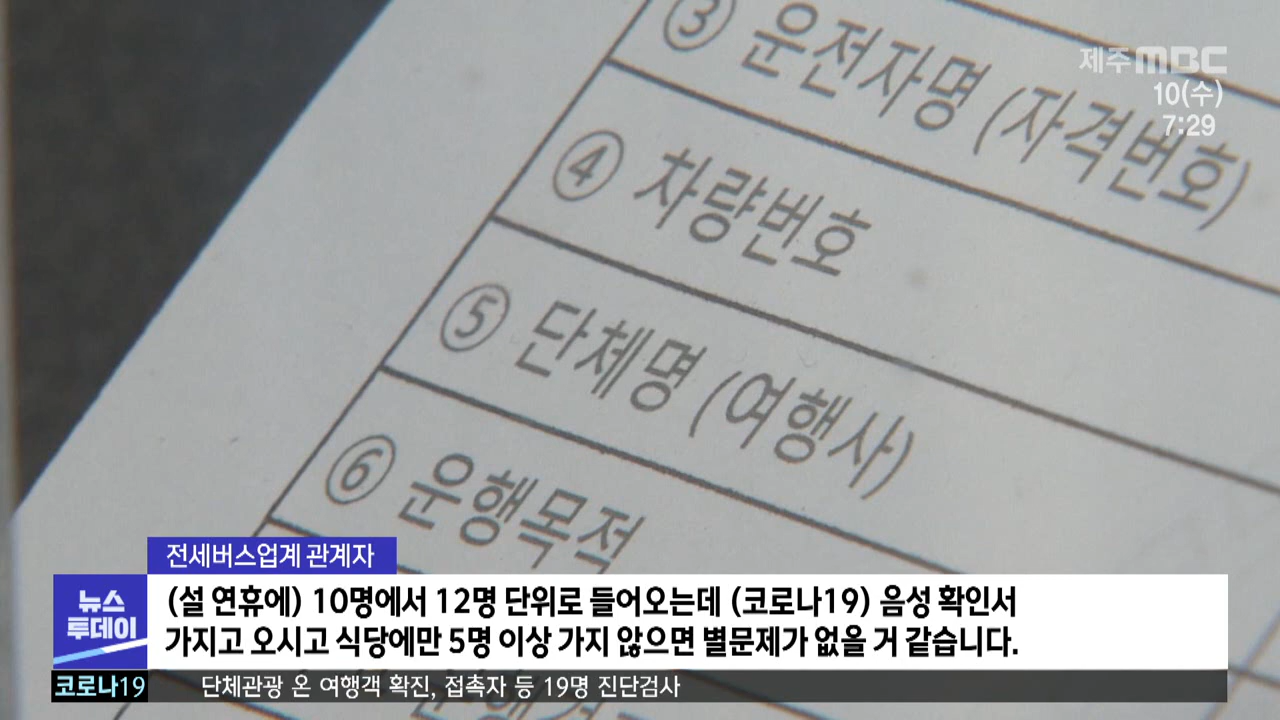 ③ 운전자명 (자격번호)
④ 차량번호
⑤ 단체명 (여행사)
⑥ 운행목적
제주MBC
10(수)
7:29
전세버스업계 관계자
뉴스
투데이
(설 연휴에) 10명에서 12명 단위로 들어오는데 (코로나19) 음성 확인서
가지고 오시고 식당에만 5명 이상 가지 않으면 별문제가 없을 거 같습니다.
코로나19
단체관광 온 여행객 확진, 접촉자 등 19명 진단검사